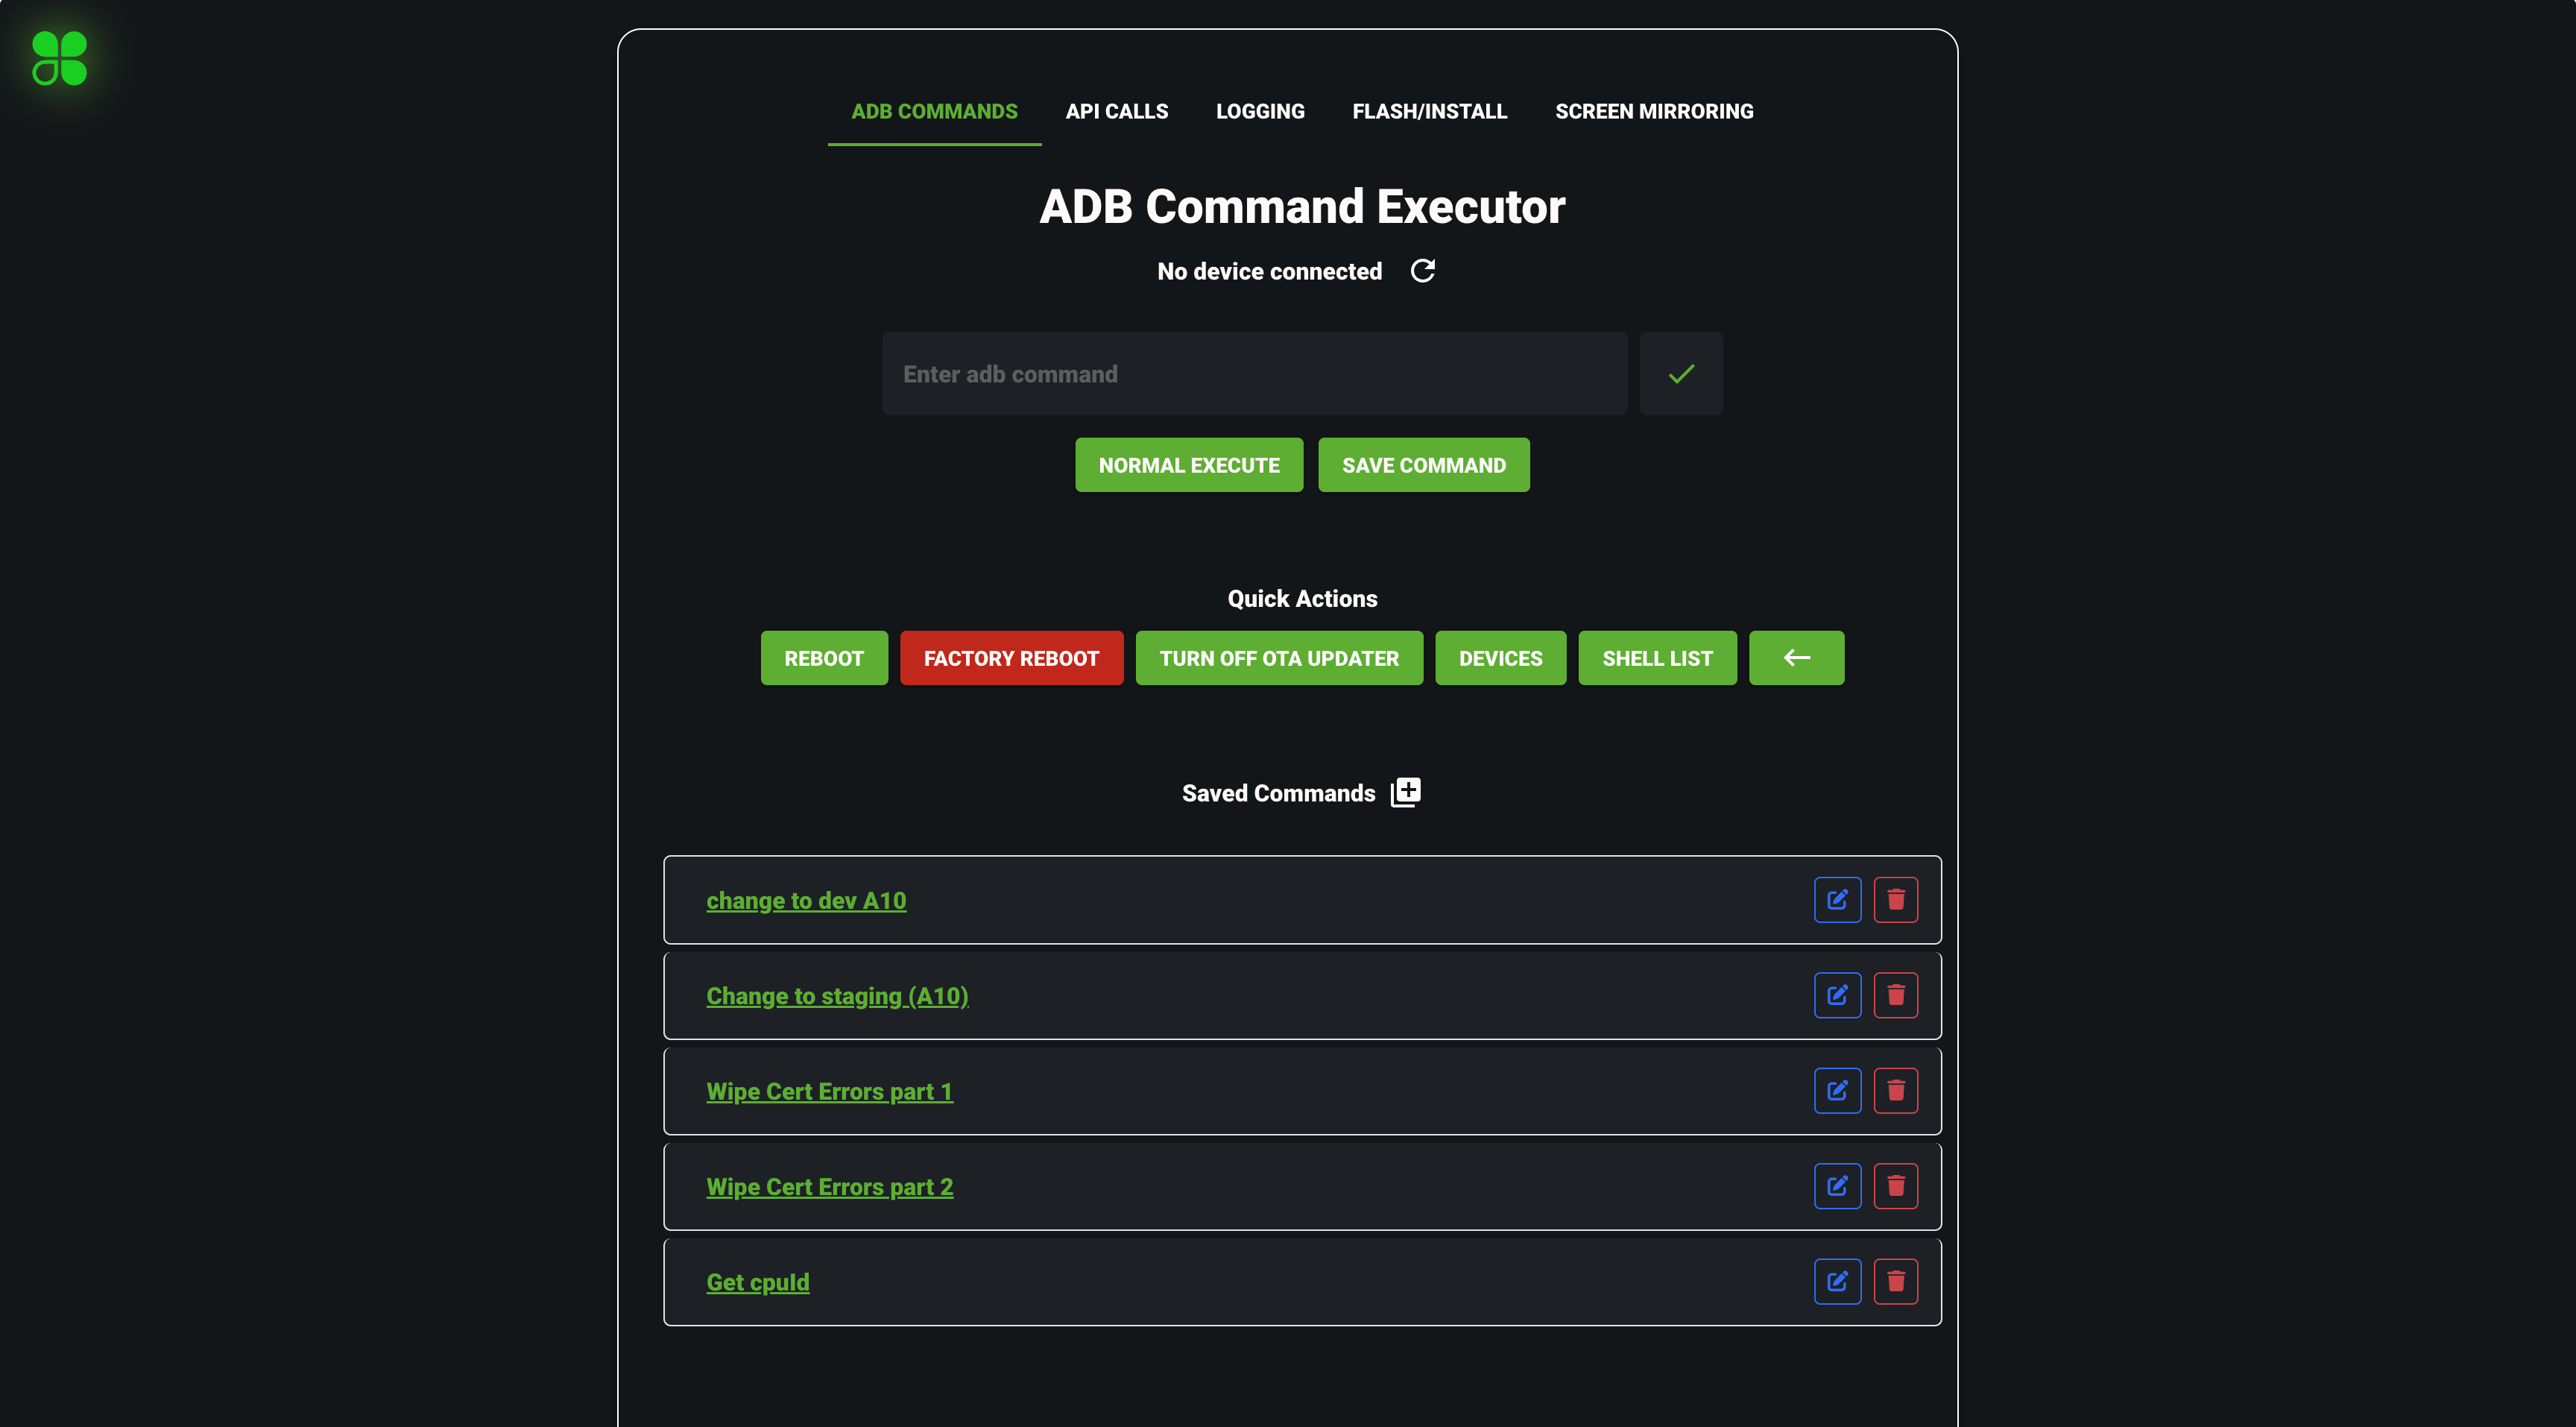 ADB COMMANDS API CALLS LOGGING FLASH/INSTALL SCREEN MIRRORING
ADB Command Executor
No device connected
Enter adb command
NORMAL EXECUTE SAVE COMMAND
Quick Actions
REBOOT FACTORY REBOOT TURN OFF OTA UPDATER DEVICES SHELL LIST
Saved Commands
change to dev A10
Change to staging (A10)
Wipe Cert Errors part 1
Wipe Cert Errors part 2
Get cpuId